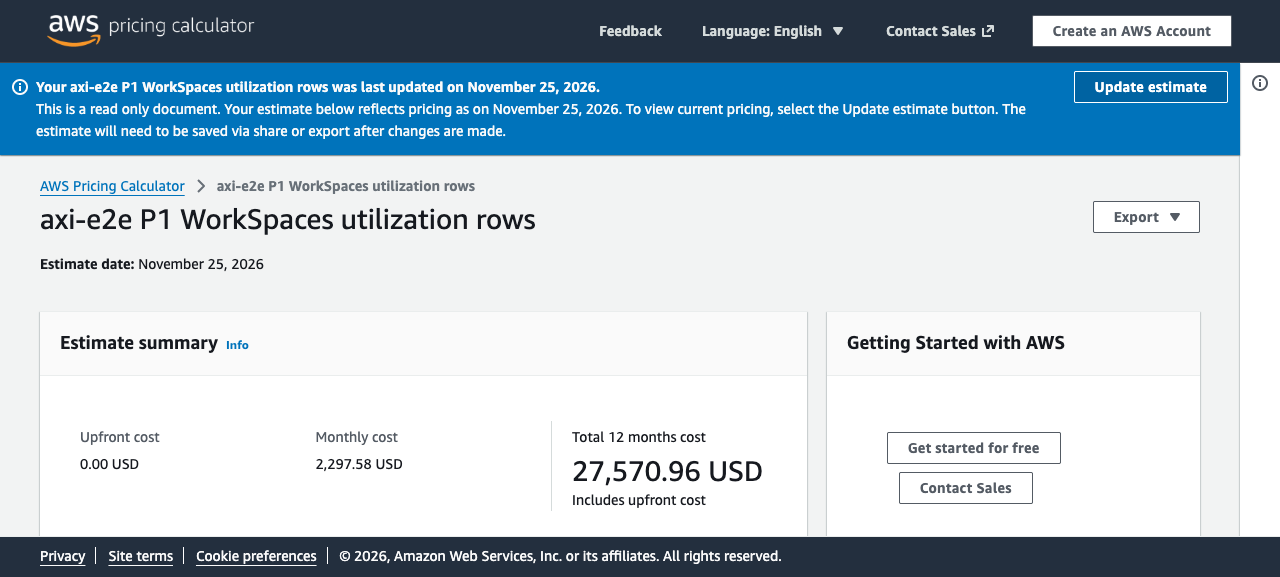 aws pricing calculator
Feedback
Language: English
Contact Sales
Create an AWS Account
Your axi-e2e P1 WorkSpaces utilization rows was last updated on November 25, 2026.
This is a read only document. Your estimate below reflects pricing as on November 25, 2026. To view current pricing, select the Update estimate button. The
estimate will need to be saved via share or export after changes are made.
Update estimate
AWS Pricing Calculator
axi-e2e P1 WorkSpaces utilization rows
axi-e2e P1 WorkSpaces utilization rows
Export
Estimate date: November 25, 2026
Estimate summary Info
Upfront cost
0.00 USD
Monthly cost
2,297.58 USD
Total 12 months cost
27,570.96 USD
Includes upfront cost
Getting Started with AWS
Get started for free
Contact Sales
Privacy
Site terms
Cookie preferences
© 2026, Amazon Web Services, Inc. or its affiliates. All rights reserved.